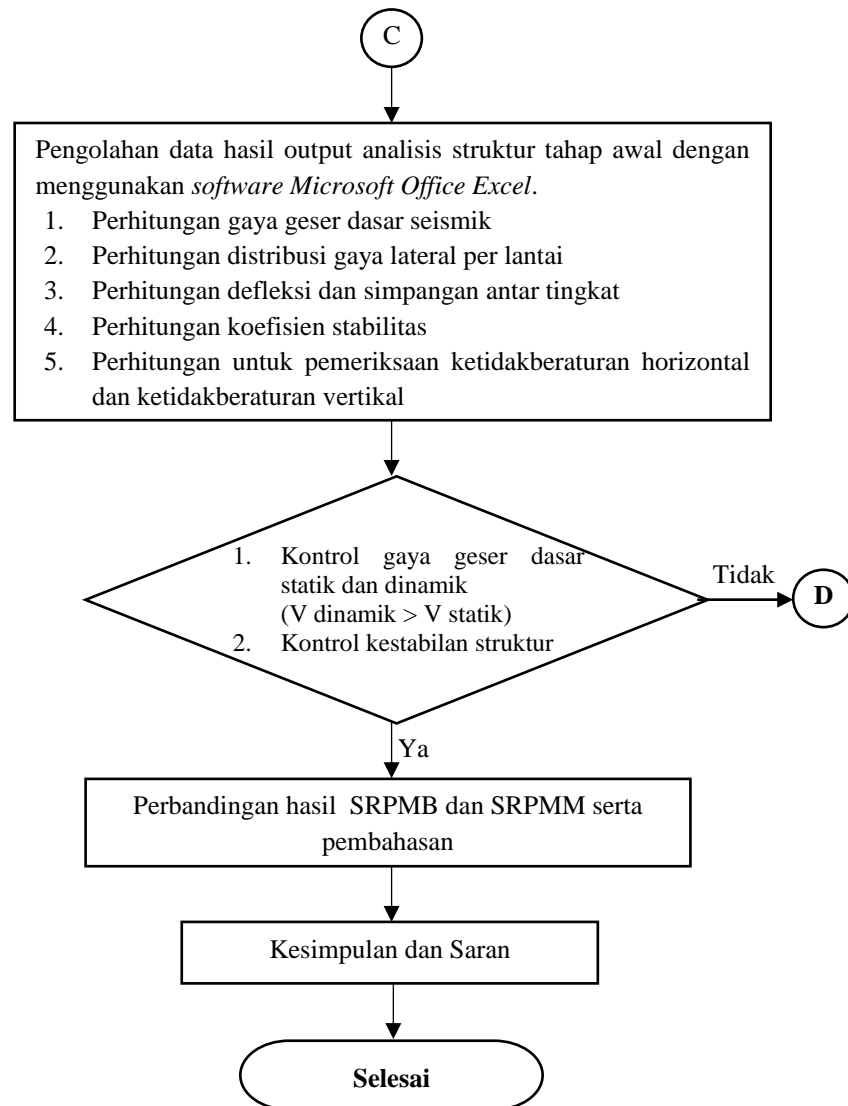 C
Pengolahan data hasil output analisis struktur tahap awal dengan
menggunakan software Microsoft Office Excel.
1. Perhitungan gaya geser dasar seismik
2. Perhitungan distribusi gaya lateral per lantai
3. Perhitungan defleksi dan simpangan antar tingkat
4. Perhitungan koefisien stabilitas
5. Perhitungan untuk pemeriksaan ketidakberaturan horizontal
dan ketidakberaturan vertikal
1. Kontrol gaya geser dasar
statik dan dinamik
(V dinamik > V statik)
2. Kontrol kestabilan struktur
Tidak
D
Ya
Perbandingan hasil SRPMB dan SRPMM serta
pembahasan
Kesimpulan dan Saran
Selesai